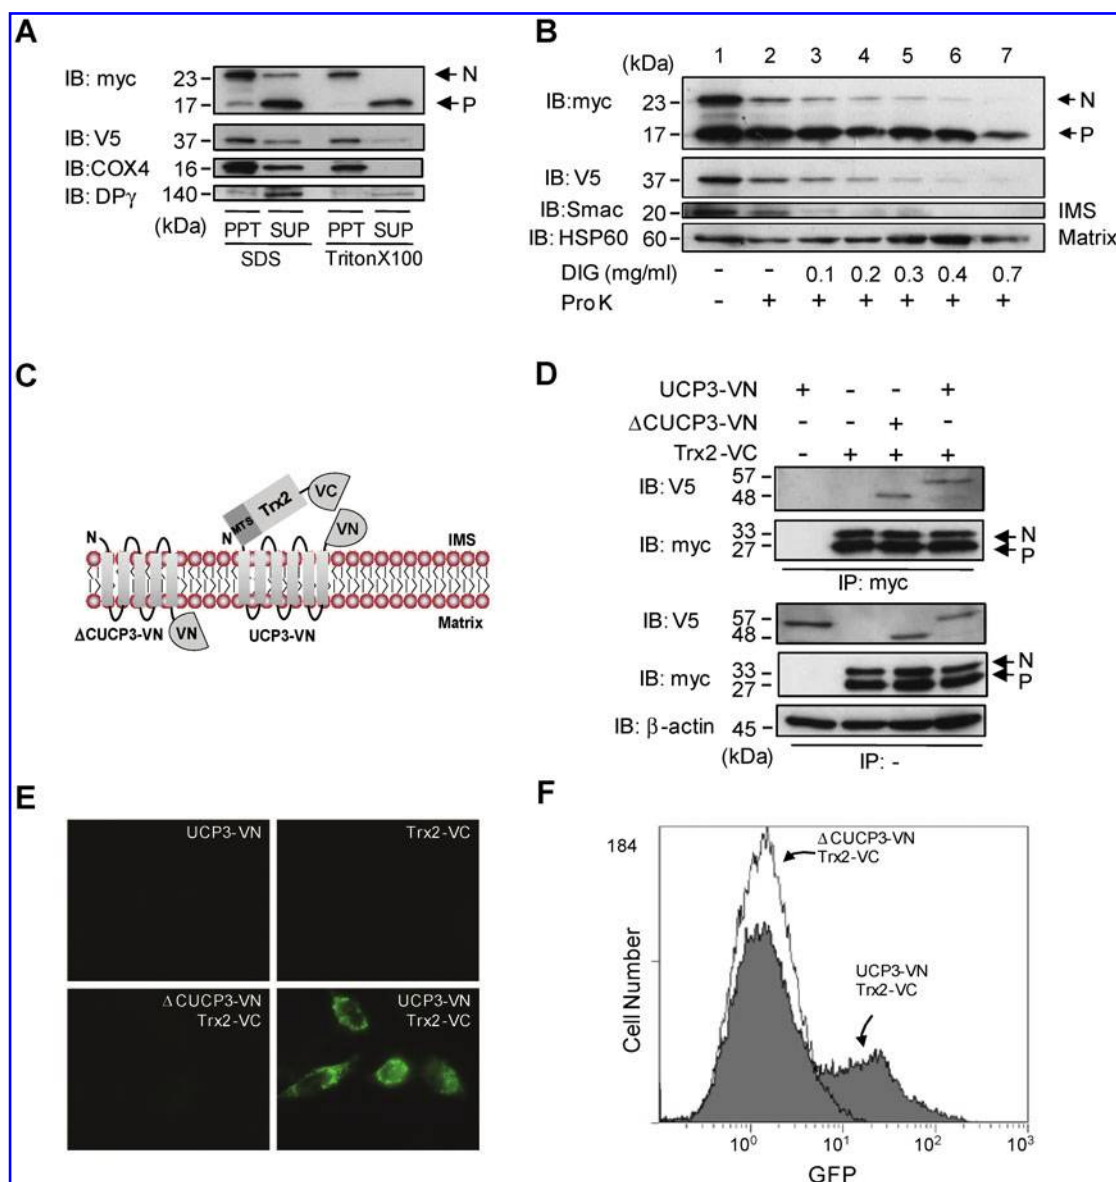 A
IB: myc 23 N
17 P
IB: V5 37
IB:COX4 16
IB: DPγ 140
(kDa) PPT SUP PPT SUP
SDS TritonX100
B
(kDa) 1 2 3 4 5 6 7
IB:myc 23 N
17 P
IB: V5 37
IB:Smac 20 IMS
IB: HSP60 60 Matrix
DIG (mg/ml) - - 0.1 0.2 0.3 0.4 0.7
Pro K - + + + + + +
C
MTS Trx2 VC
VN
N N IMS
Matrix
ΔCUCP3-VN VN UCP3-VN
D
UCP3-VN + - - +
ΔCUCP3-VN - - + -
Trx2-VC - + + +
IB: V5 57
48
IB: myc 33 N
27 P
IP: myc
IB: V5 57
48
IB: myc 33 N
27 P
IB: β-actin 45
(kDa) IP: -
E
UCP3-VN
Trx2-VC
ΔCUCP3-VN
Trx2-VC
UCP3-VN
Trx2-VC
F
184
ΔCUCP3-VN
Trx2-VC
UCP3-VN
Trx2-VC
Cell Number
10⁰ 10¹ 10² 10³
GFP